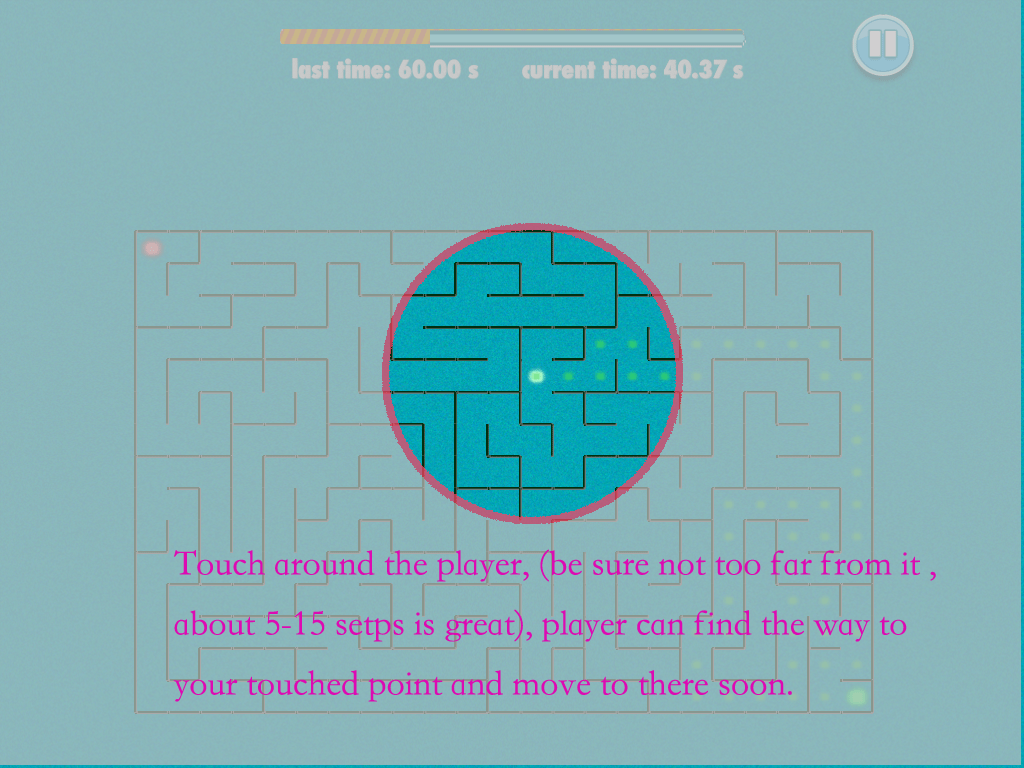 last time: 60.00 s current time: 40.37 s
Touch around the player, (be sure not too far from it ,
about 5-15 setps is great), player can find the way to
your touched point and move to there soon.